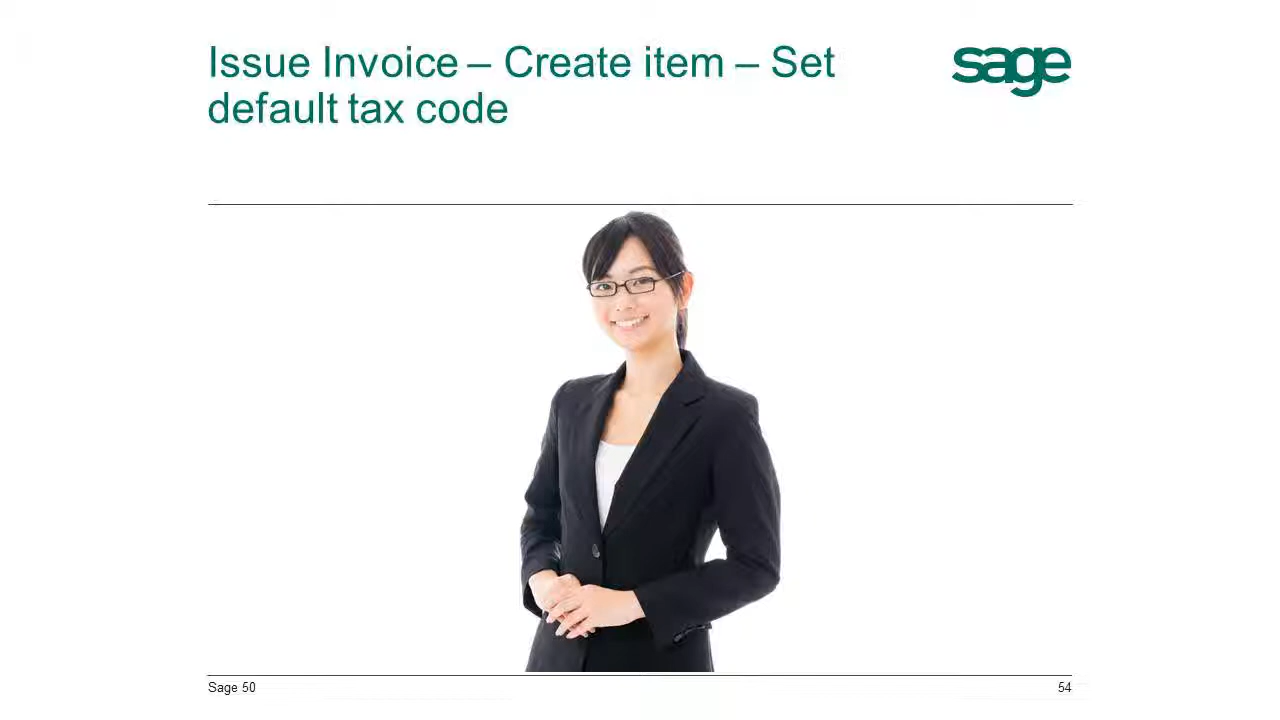 Issue Invoice – Create item – Set
default tax code
sage
Sage 50
54